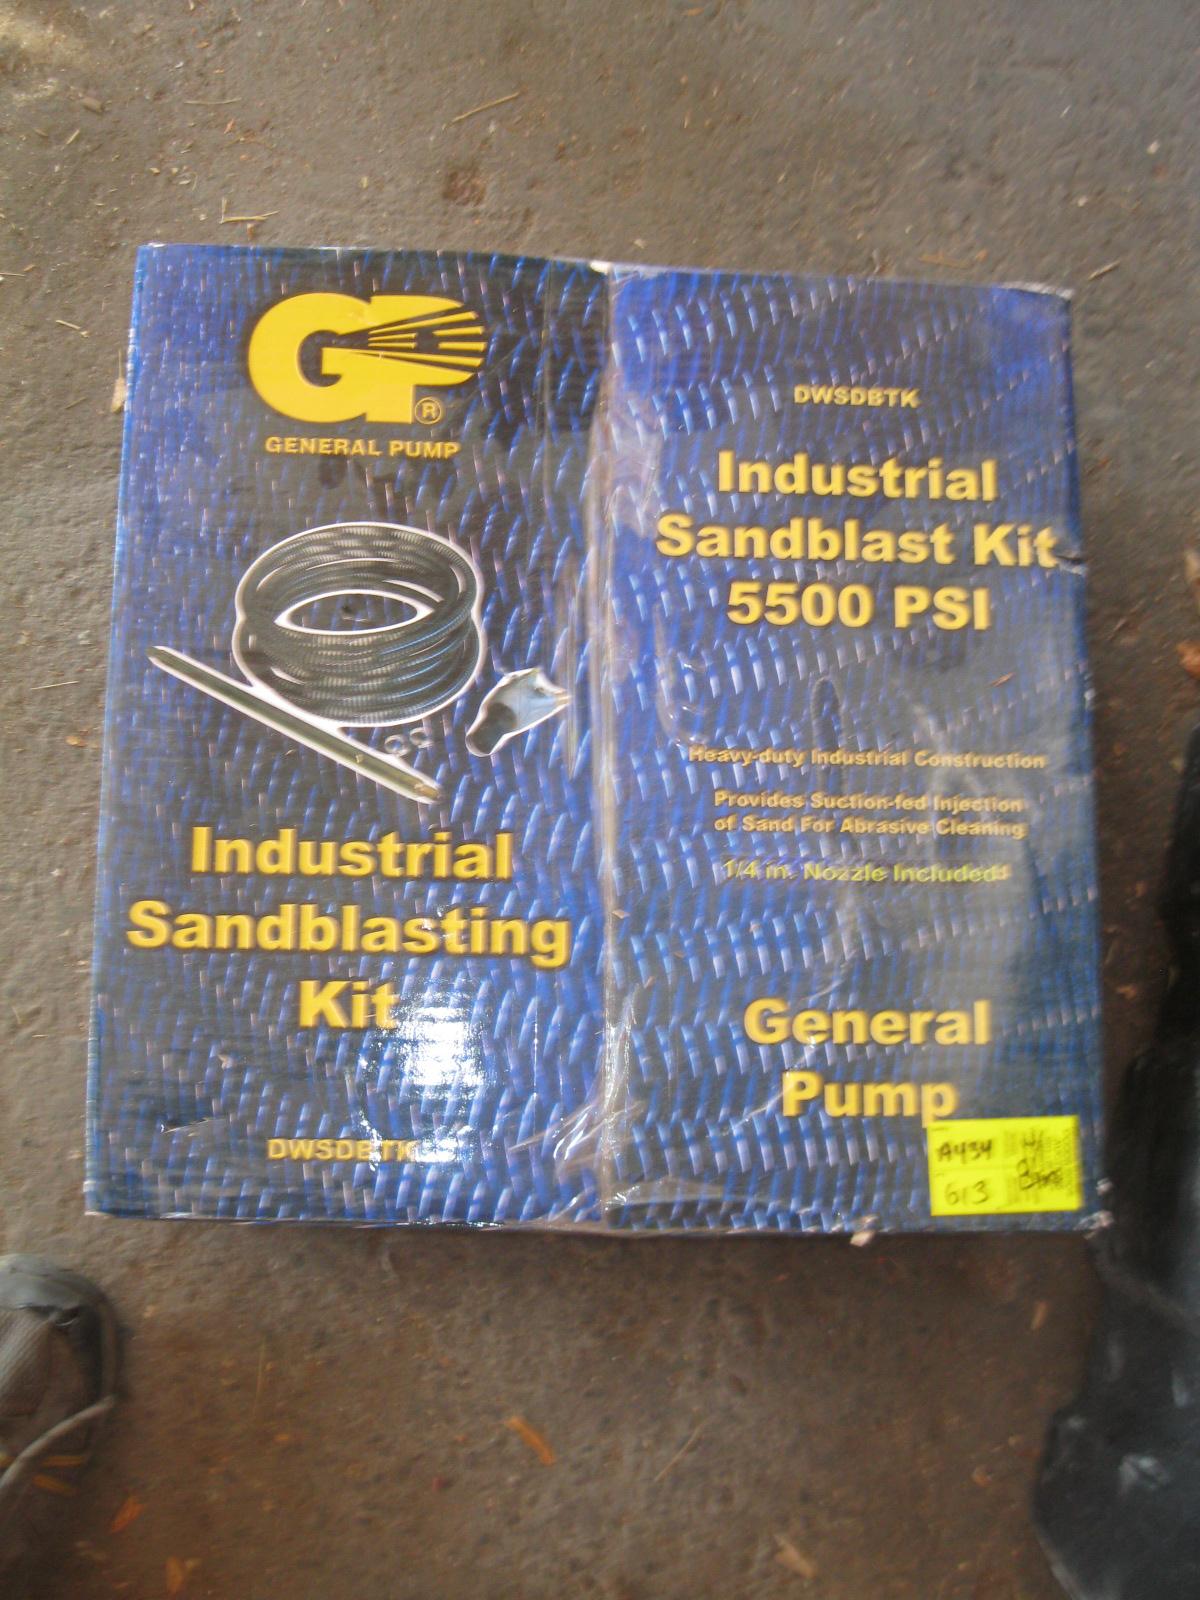 GP®
GENERAL PUMP
Industrial
Sandblasting
Kit
DWSDBTK
DWSDBTK
Industrial
Sandblast Kit
5500 PSI
Heavy-duty Industrial Construction
Provides Suction-fed Injection
of Sand For Abrasive Cleaning
1/4 in. Nozzle Included
General
Pump
A434
613